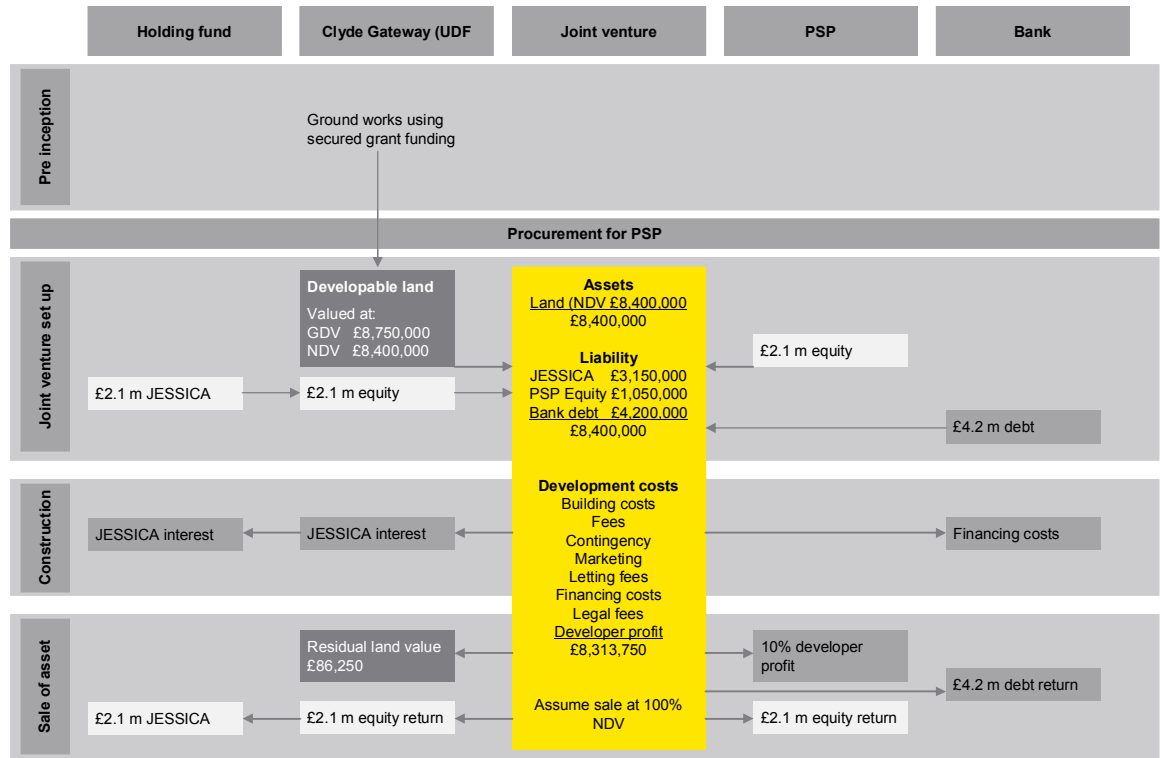 Holding fund
Clyde Gateway (UDF
Joint venture
PSP
Bank
Pre inception
Ground works using
secured grant funding
Procurement for PSP
Joint venture set up
Developable land
Valued at:
GDV £8,750,000
NDV £8,400,000
£2.1 m JESSICA
£2.1 m equity
Assets
Land (NDV £8,400,000
£8,400,000
Liability
JESSICA £3,150,000
PSP Equity £1,050,000
Bank debt £4,200,000
£8,400,000
£2.1 m equity
£4.2 m debt
Construction
JESSICA interest
JESSICA interest
Development costs
Building costs
Fees
Contingency
Marketing
Letting fees
Financing costs
Legal fees
Developer profit
£8,313,750
Financing costs
Sale of asset
Residual land value
£86,250
10% developer
profit
£4.2 m debt return
£2.1 m JESSICA
£2.1 m equity return
Assume sale at 100%
NDV
£2.1 m equity return